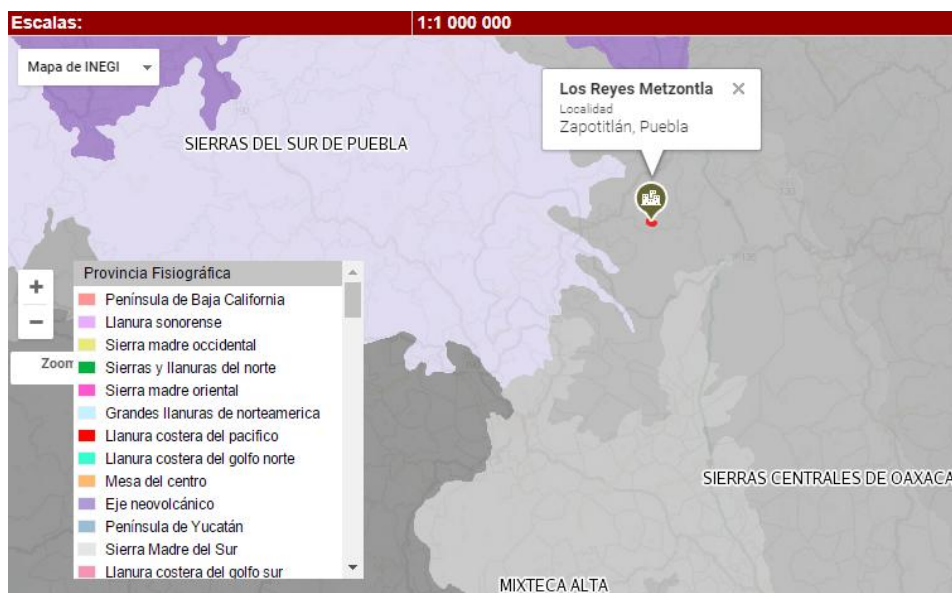 Escalas:
1:1 000 000
Mapa de INEGI
Los Reyes Metzontla
Localidad
Zapotitlán, Puebla
SIERRAS DEL SUR DE PUEBLA
Provincia Fisiográfica
Península de Baja California
Llanura sonorense
Sierra madre occidental
Sierras y llanuras del norte
Sierra madre oriental
Grandes llanuras de norteamerica
Llanura costera del pacifico
Llanura costera del golfo norte
Mesa del centro
Eje neovolcánico
Península de Yucatán
Sierra Madre del Sur
Llanura costera del golfo sur
+
−
Zoom
SIERRAS CENTRALES DE OAXACA
MIXTECA ALTA